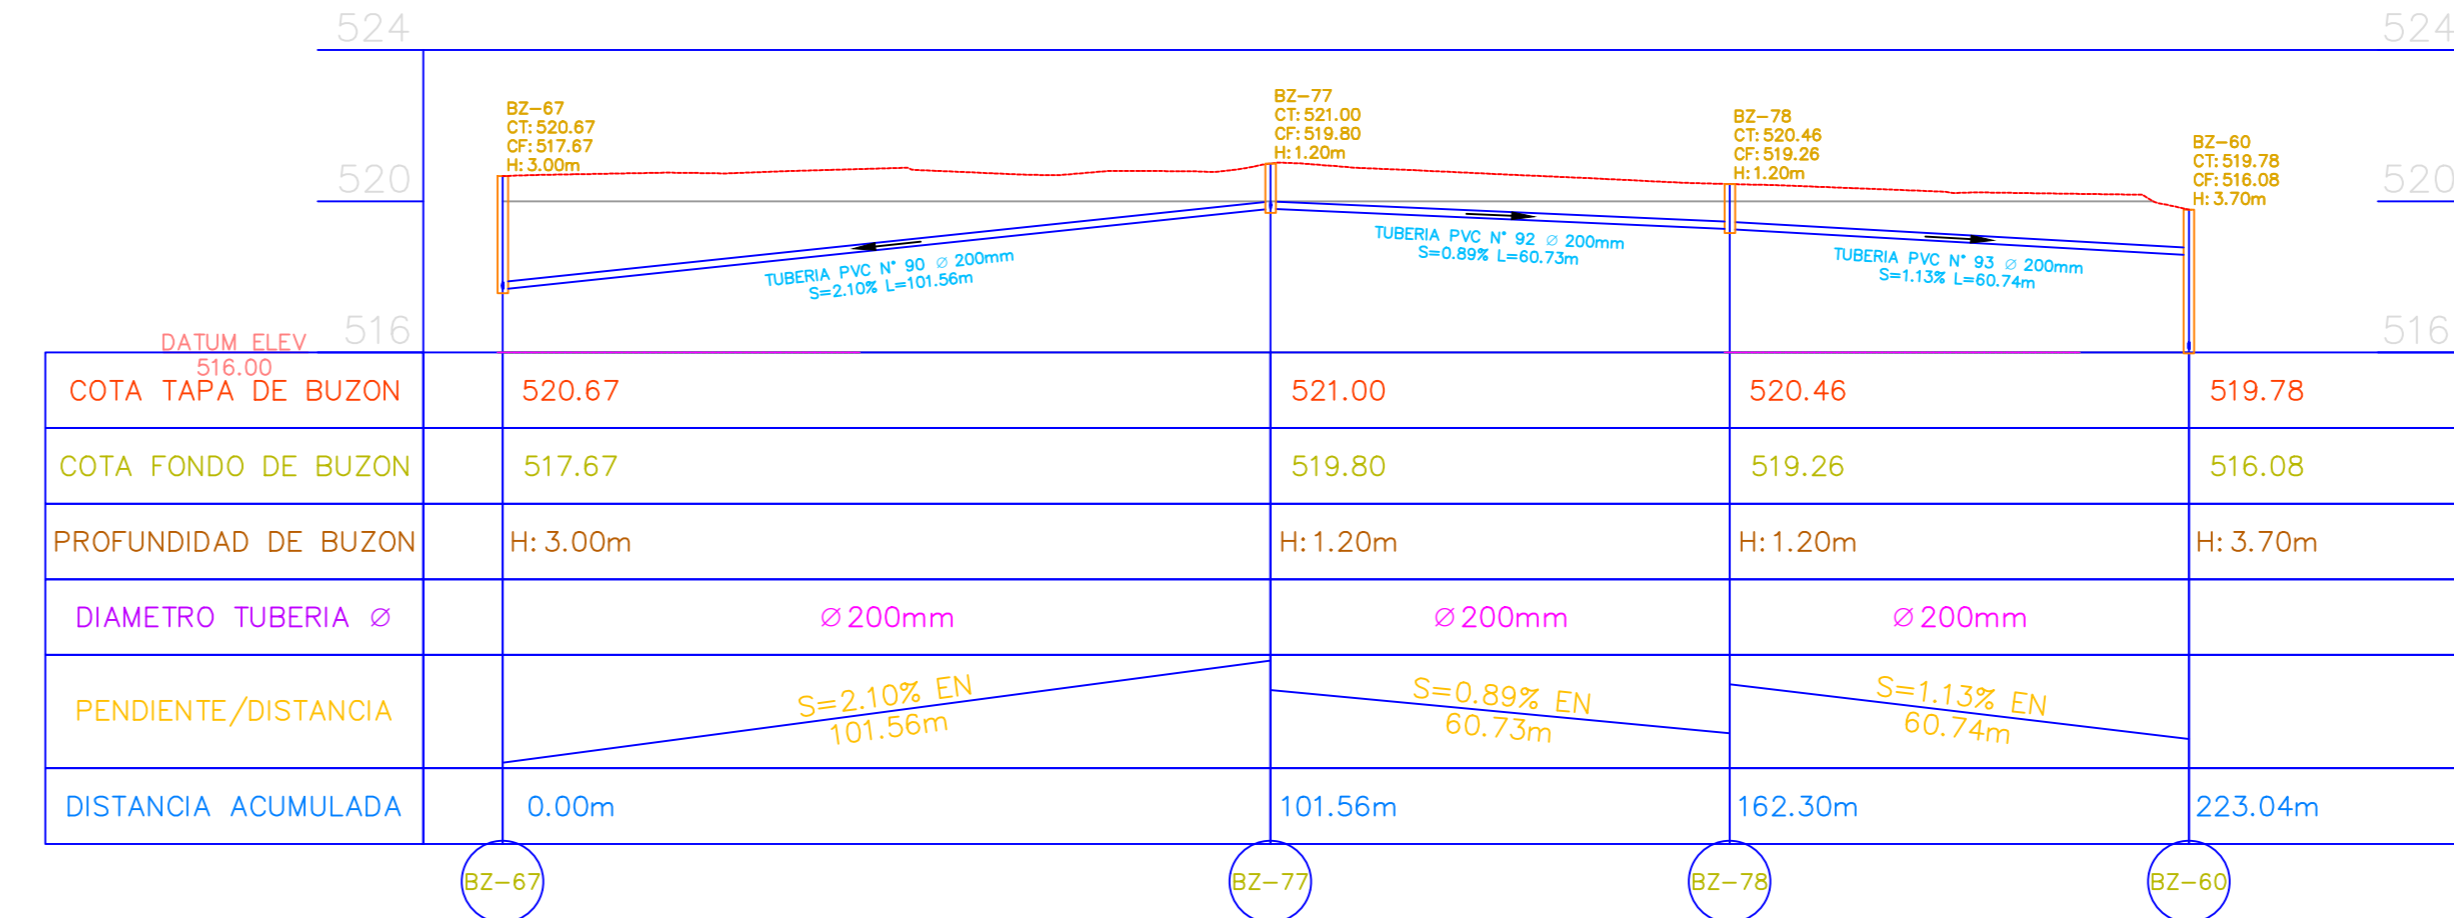 524
524
BZ-67
CT: 520.67
CF: 517.67
H: 3.00m
BZ-77
CT: 521.00
CF: 519.80
H: 1.20m
BZ-78
CT: 520.46
CF: 519.26
H: 1.20m
BZ-60
CT: 519.78
CF: 516.08
H: 3.70m
520
520
TUBERIA PVC N° 90 ∅ 200mm
S=2.10% L=101.56m
TUBERIA PVC N° 92 ∅ 200mm
S=0.89% L=60.73m
TUBERIA PVC N° 93 ∅ 200mm
S=1.13% L=60.74m
516
516
DATUM ELEV
516.00
COTA TAPA DE BUZON 520.67 521.00 520.46 519.78
COTA FONDO DE BUZON 517.67 519.80 519.26 516.08
PROFUNDIDAD DE BUZON H: 3.00m H: 1.20m H: 1.20m H: 3.70m
DIAMETRO TUBERIA ∅ ∅ 200mm ∅ 200mm ∅ 200mm
PENDIENTE/DISTANCIA
S=2.10% EN
101.56m
S=0.89% EN
60.73m
S=1.13% EN
60.74m
DISTANCIA ACUMULADA 0.00m 101.56m 162.30m 223.04m
BZ-67 BZ-77 BZ-78 BZ-60